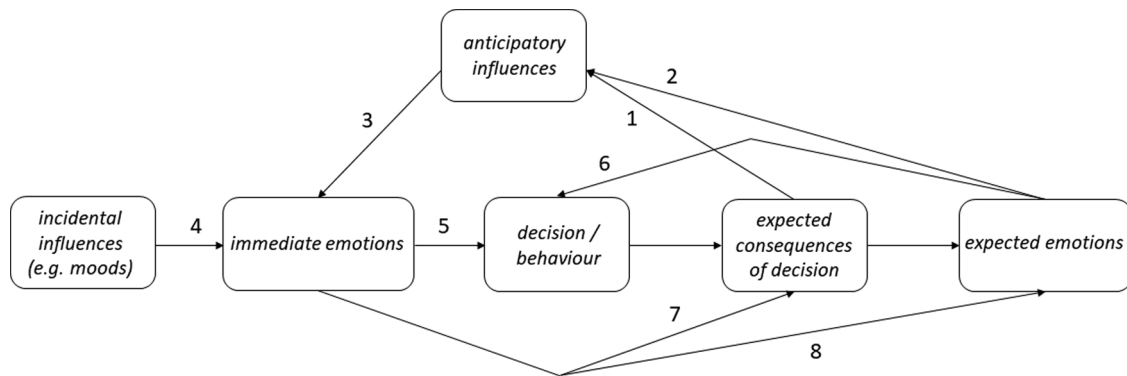 anticipatory
influences
2
1
3
6
incidental
influences
(e.g. moods)
4
immediate emotions
5
decision /
behaviour
expected
consequences
of decision
expected emotions
7
8